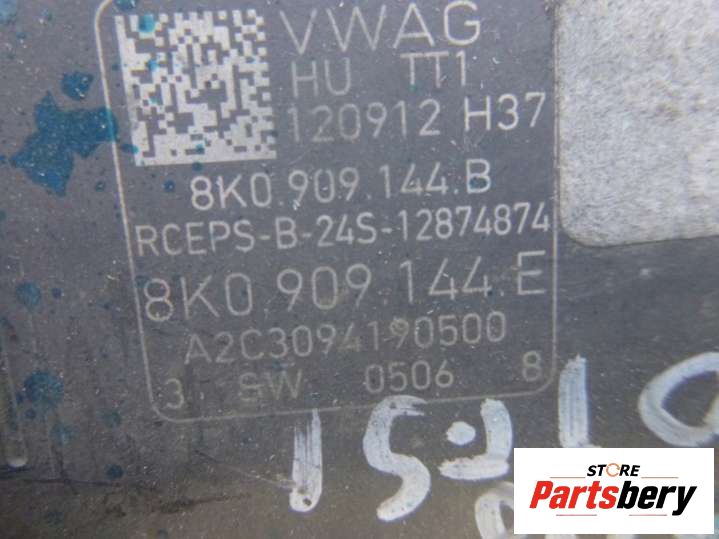 VWAG
HU TT1
120912 H37
8K0.909.144.B
RCEPS-B-24S-12874874
8K0 909.144.E
A2C3094190500
3 SW 0506 8
STORE
Partsbery